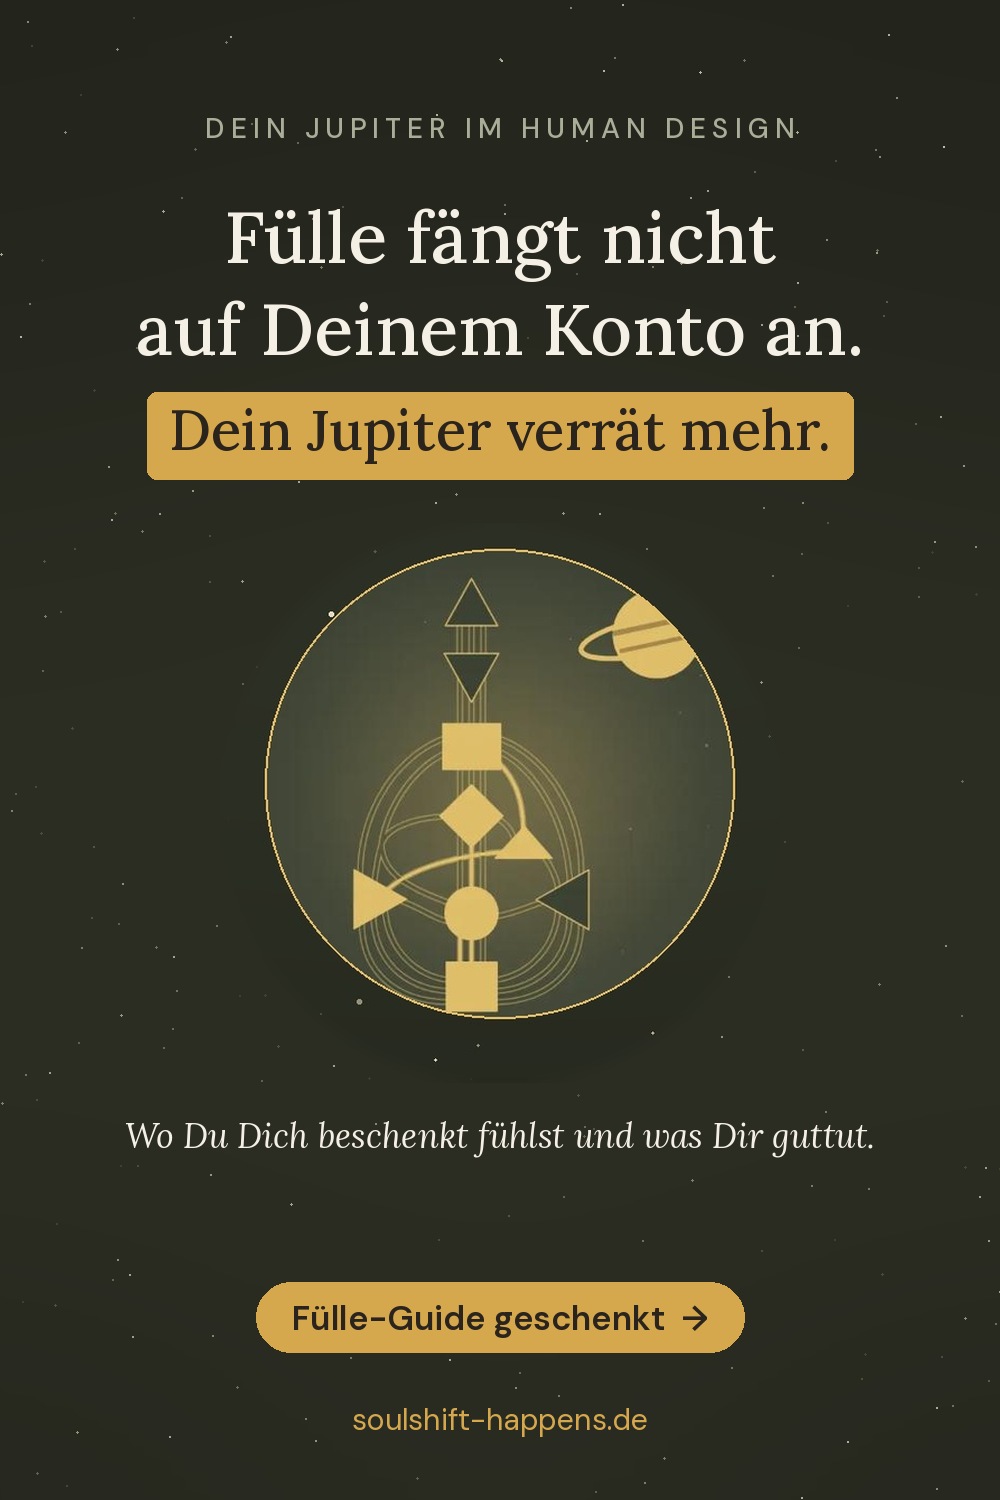 DEIN JUPITER IM HUMAN DESIGN
Fülle fängt nicht
auf Deinem Konto an.
Dein Jupiter verrät mehr.
Wo Du Dich beschenkt fühlst und was Dir guttut.
Fülle-Guide geschenkt →
soulshift-happens.de